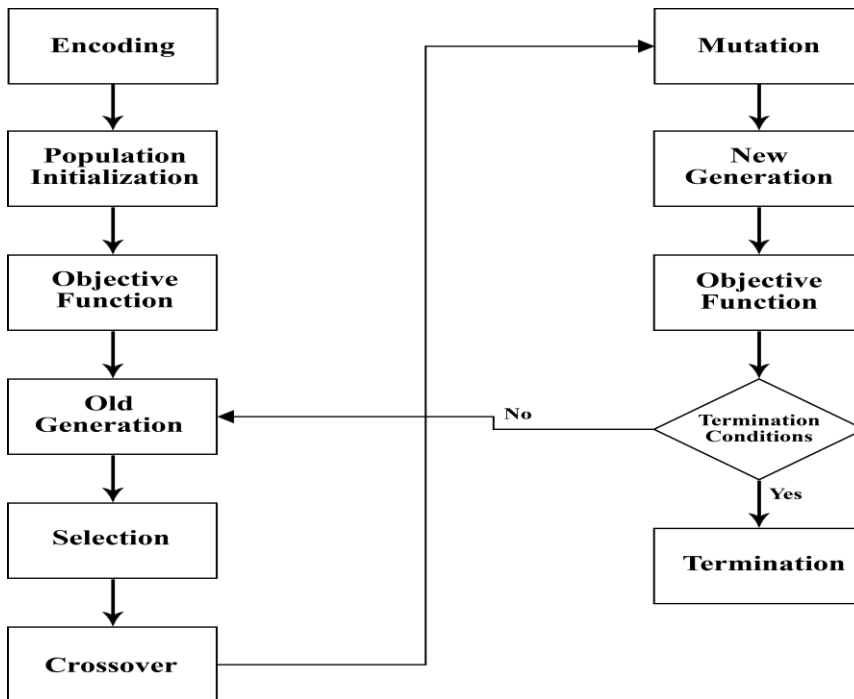 Encoding
Population
Initialization
Objective
Function
Old
Generation
Selection
Crossover
Mutation
New
Generation
Objective
Function
Termination
Conditions
No
Yes
Termination